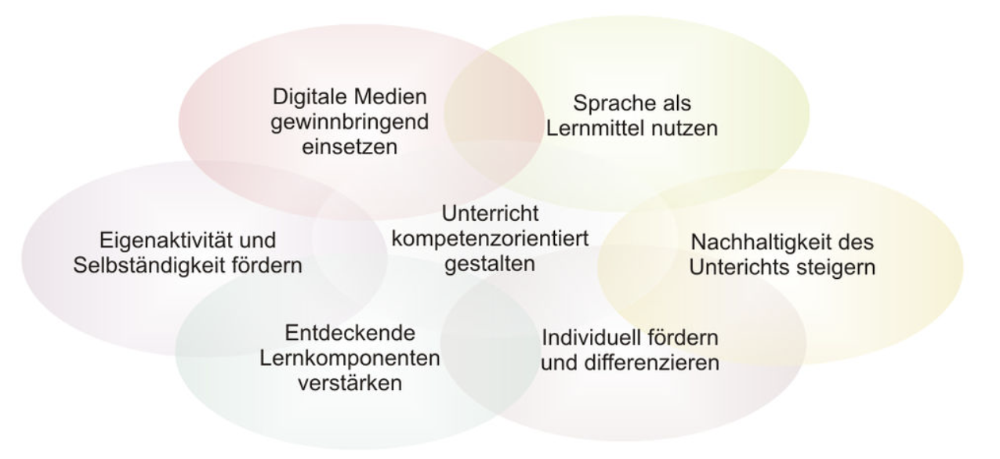 Digitale Medien
gewinnbringend
einsetzen
Sprache als
Lernmittel nutzen
Eigenaktivität und
Selbständigkeit fördern
Unterricht
kompetenzorientiert
gestalten
Nachhaltigkeit des
Unterichts steigern
Entdeckende
Lernkomponenten
verstärken
Individuell fördern
und differenzieren